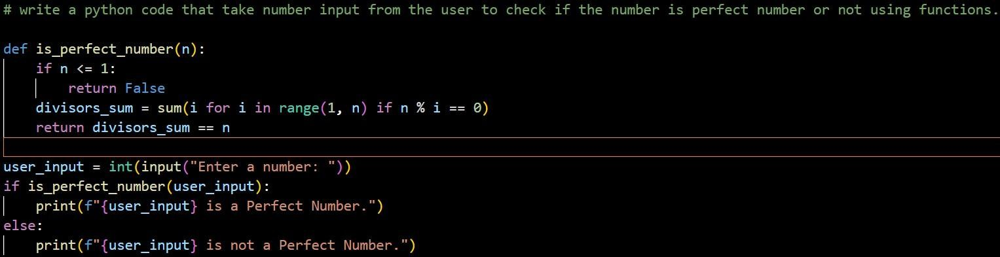 # write a python code that take number input from the user to check if the number is perfect number or not using functions.
def is_perfect_number(n):
    if n <= 1:
        return False
    divisors_sum = sum(i for i in range(1, n) if n % i == 0)
    return divisors_sum == n
user_input = int(input("Enter a number: "))
if is_perfect_number(user_input):
    print(f"{user_input} is a Perfect Number.")
else:
    print(f"{user_input} is not a Perfect Number.")